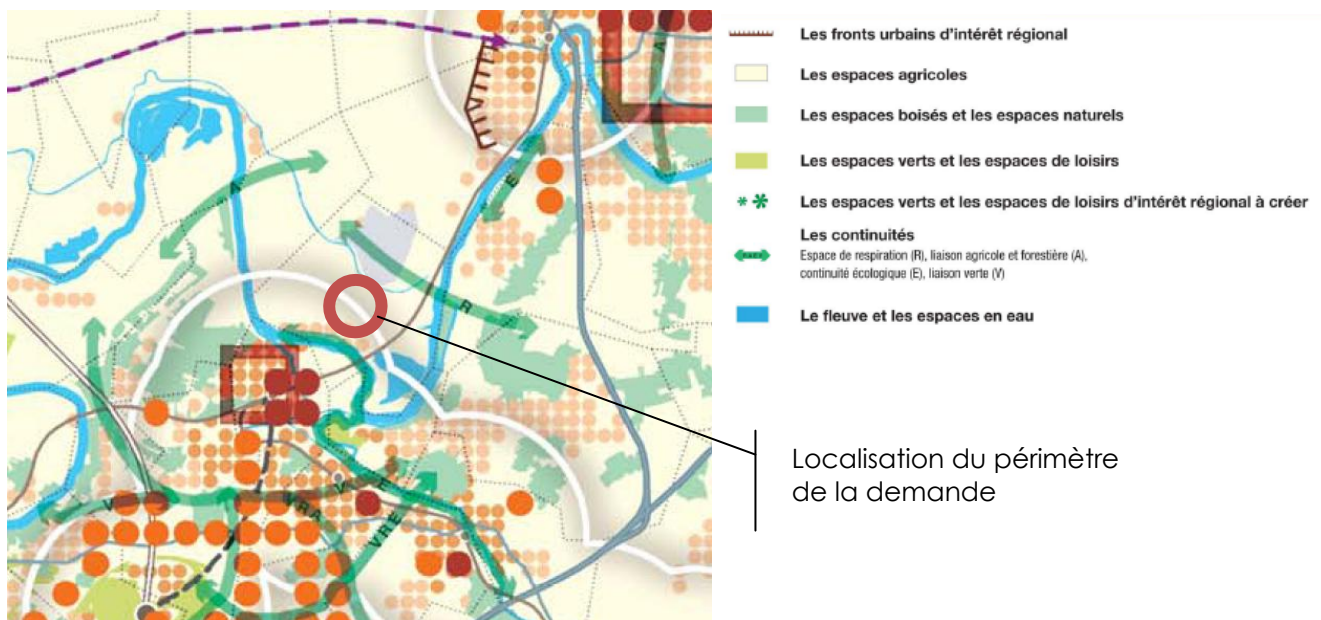 A
A
E
R
V
E
VRA
VRE
V
Les fronts urbains d'intérêt régional
Les espaces agricoles
Les espaces boisés et les espaces naturels
Les espaces verts et les espaces de loisirs
Les espaces verts et les espaces de loisirs d'intérêt régional à créer
Les continuités
Espace de respiration (R), liaison agricole et forestière (A),
continuité écologique (E), liaison verte (V)
Le fleuve et les espaces en eau
Localisation du périmètre
de la demande